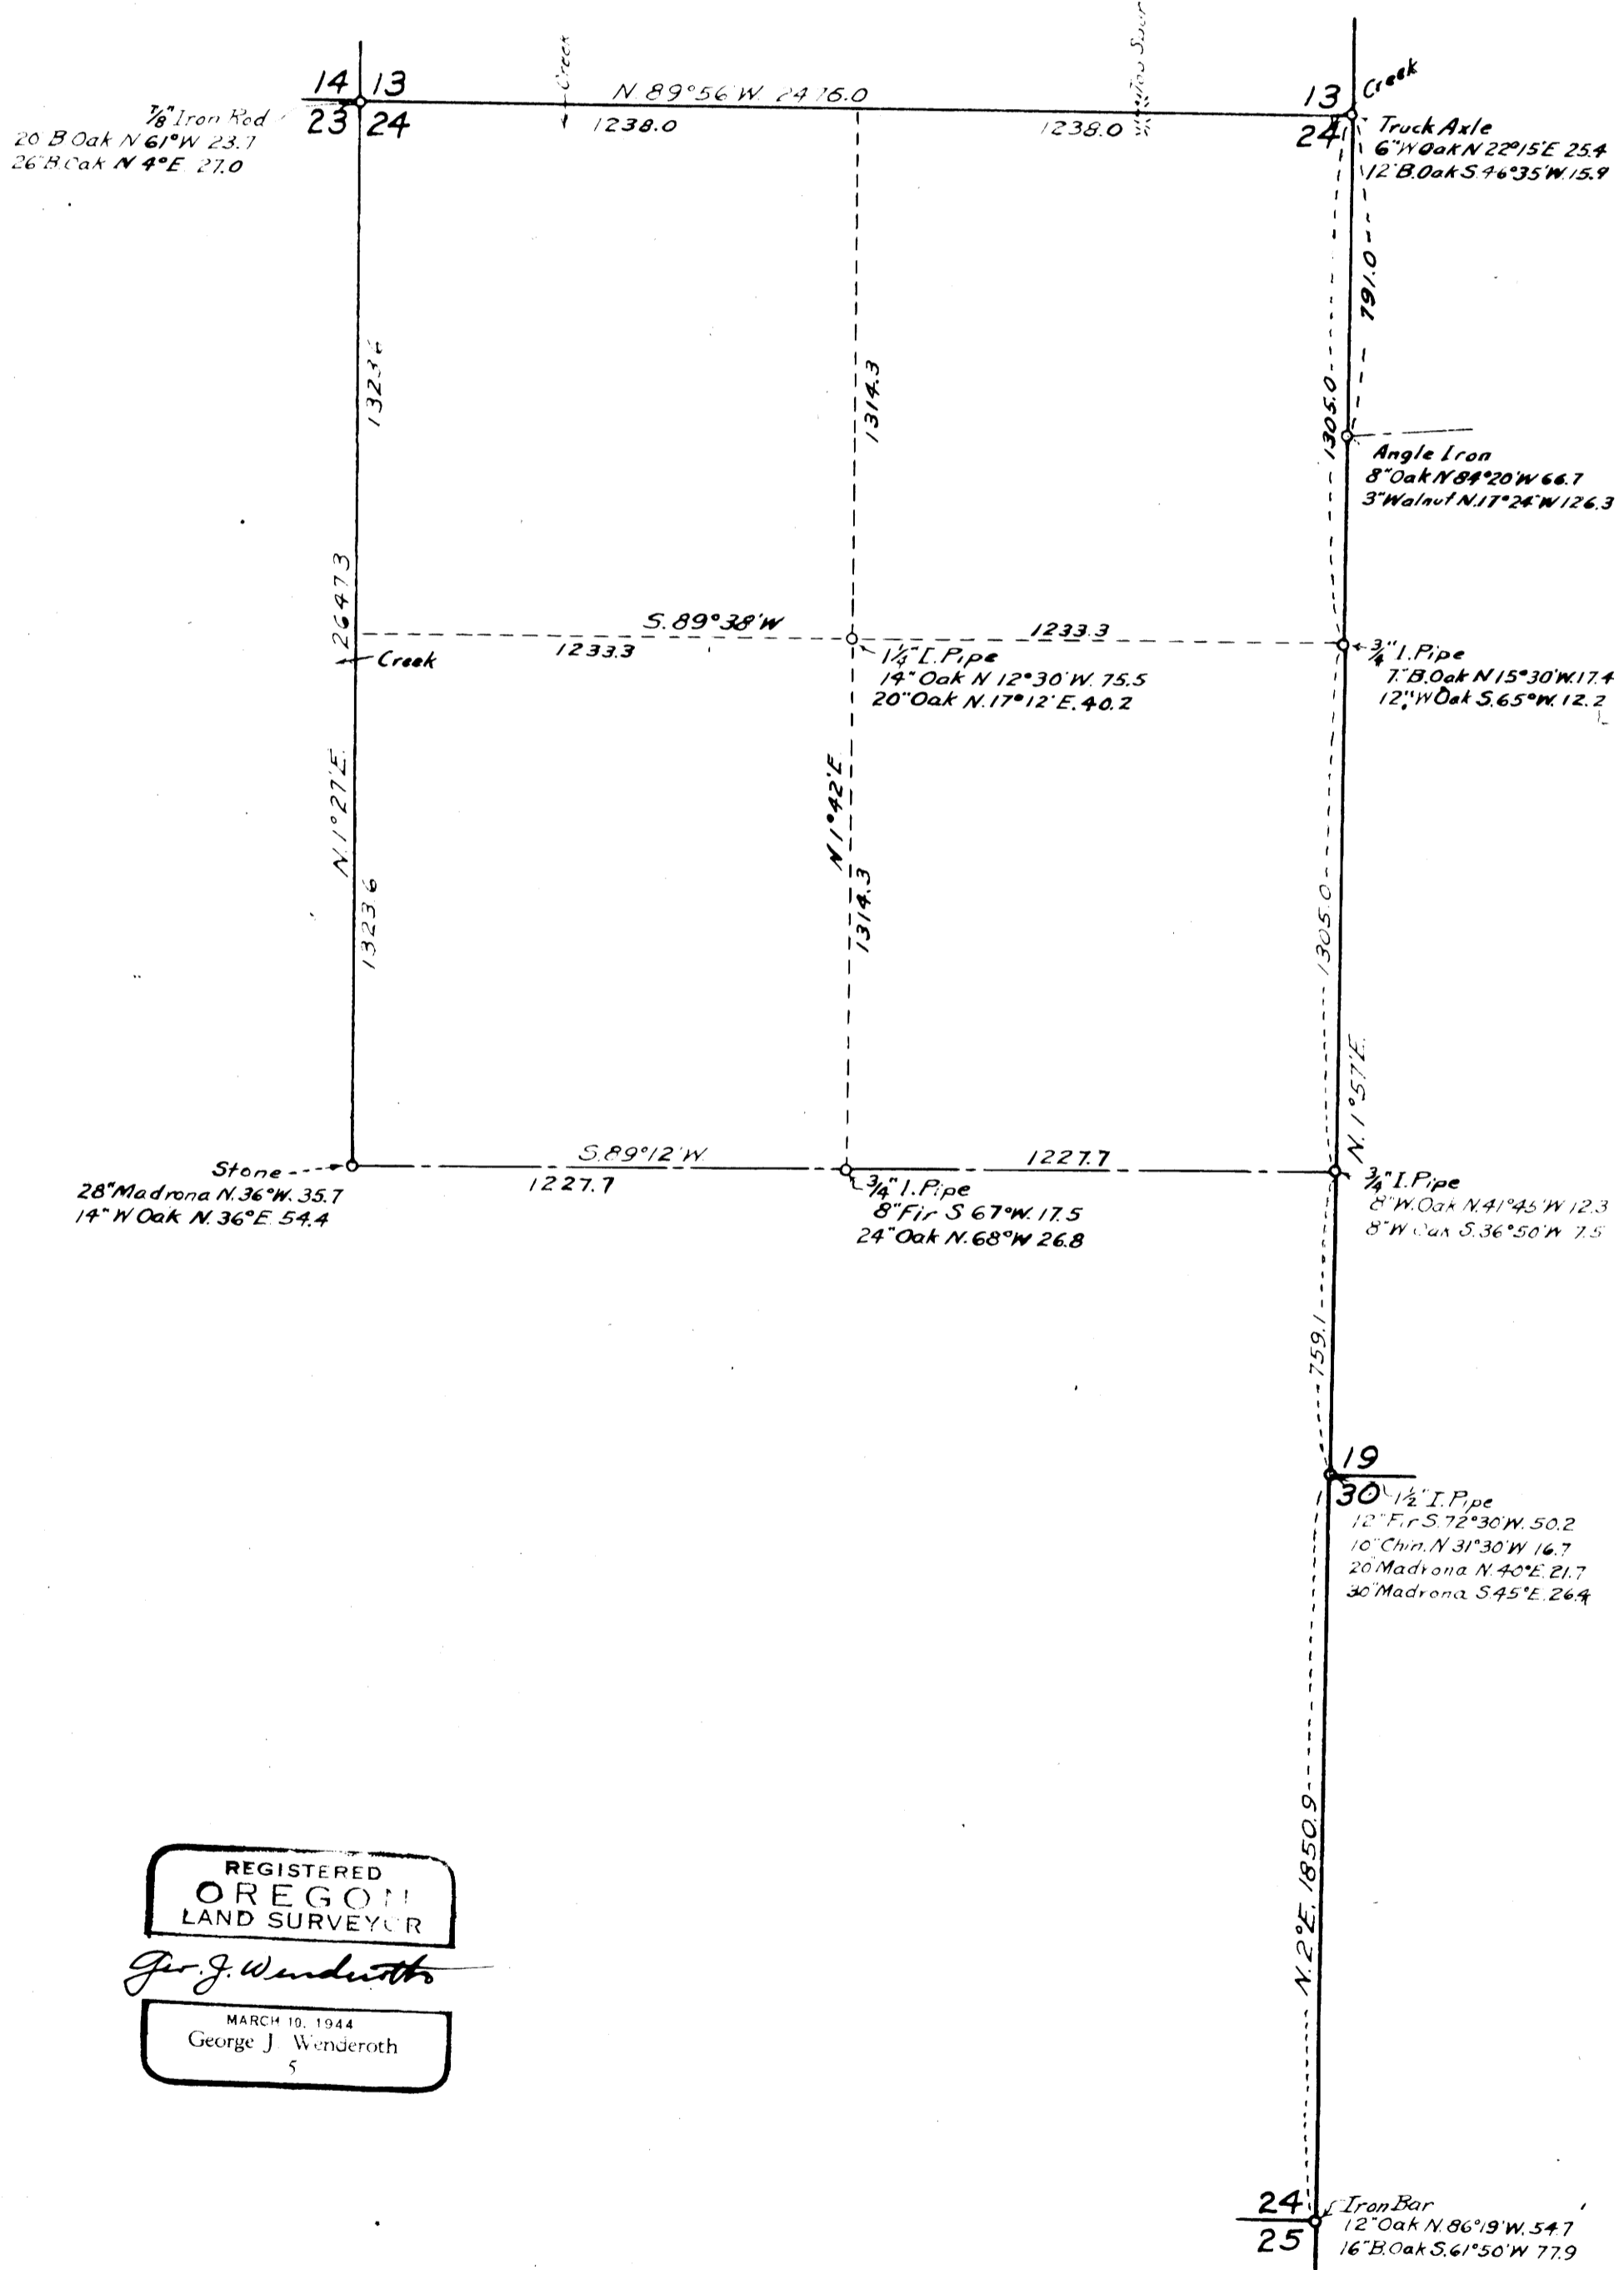 Creek
Top Spur
14 13
N. 89°56'W. 2476.0
13
Creek
7/8" Iron Rod
23 24
1238.0
1238.0
24
Truck Axle
20" B Oak N 61°W 23.7
6" W Oak N 22°15'E 25.4
26" B. Oak N 4°E. 27.0
12" B. Oak S. 46°35'W. 15.9
791.0
1323.6
1314.3
1305.0
Angle Iron
8" Oak N 84°20'W 66.7
3" Walnut N. 17°24'W 126.3
2647.3
S. 89°38'W
1233.3
1233.3
Creek
1¼" I. Pipe
14" Oak N 12°30'W. 75.5
20" Oak N. 17°12'E. 40.2
¾" I. Pipe
7" B. Oak N 15°30'W. 17.4
12" W Oak S. 65°W. 12.2
N. 1°27'E.
N 1°42'E
1323.6
1314.3
1305.0
N. 1°57'E.
Stone
28" Madrona N. 36°W. 35.7
14" W Oak N. 36°E. 54.4
S. 89°12'W.
1227.7
1227.7
¾" I. Pipe
8" Fir S 67°W. 17.5
24" Oak N. 68°W 26.8
¾" I. Pipe
8" W. Oak N. 41°45'W 12.3
8" W Oak S. 36°50'W 7.5
759.1
19
30
1½" I. Pipe
12" Fir S. 72°30'W. 50.2
10" Chin. N 31°30'W 16.7
20" Madrona N. 40°E. 21.7
30" Madrona S. 45°E. 26.4
N. 2°E. 1850.9
REGISTERED
OREGON
LAND SURVEYOR
Geo. J. Wenderoth
MARCH 10, 1944
George J. Wenderoth
5
24
25
Iron Bar
12" Oak N. 86°19'W. 54.7
16" B. Oak S. 61°50'W 77.9